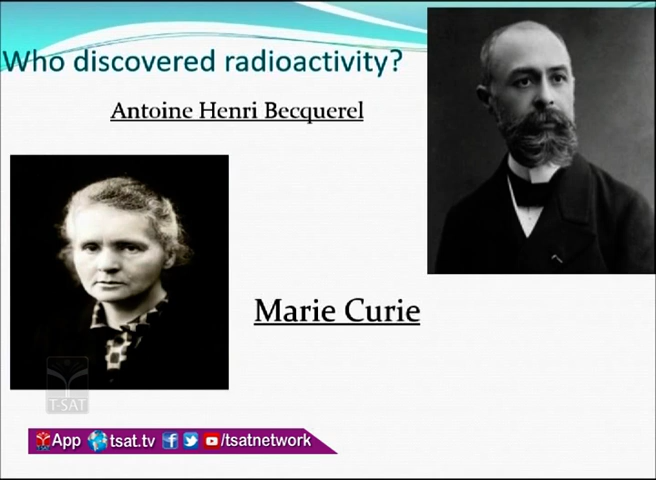 Who discovered radioactivity?
Antoine Henri Becquerel
Marie Curie
T-SAT
App tsat.tv /tsatnetwork